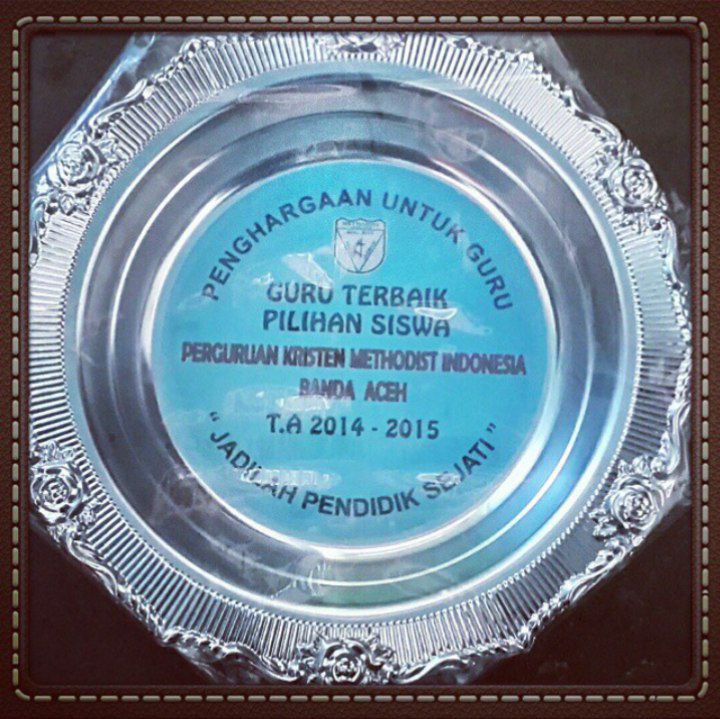 PENGHARGAAN UNTUK GURU
GURU TERBAIK
PILIHAN SISWA
PERGURUAN KRISTEN METHODIST INDONESIA
BANDA ACEH
T.A 2014 - 2015
"JADILAH PENDIDIK SEJATI"